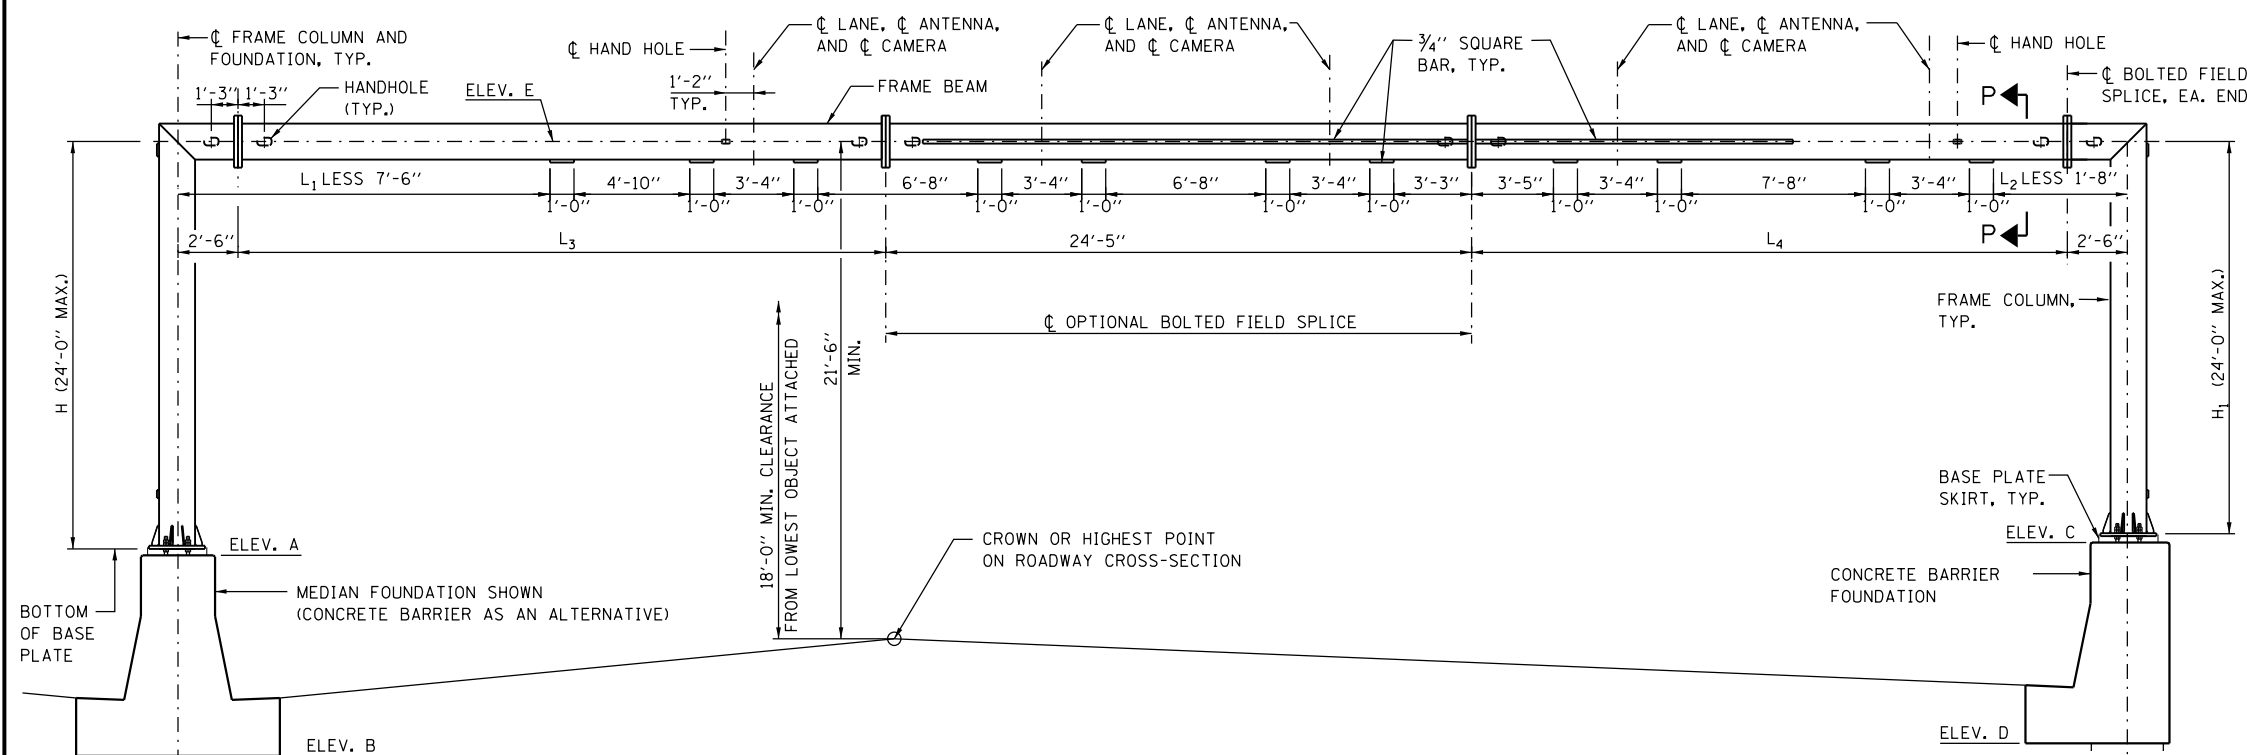 ℄ FRAME COLUMN AND
FOUNDATION, TYP.
℄ HAND HOLE
℄ LANE, ℄ ANTENNA,
AND ℄ CAMERA
℄ LANE, ℄ ANTENNA,
AND ℄ CAMERA
3/4'' SQUARE
BAR, TYP.
℄ LANE, ℄ ANTENNA,
AND ℄ CAMERA
℄ HAND HOLE
℄ BOLTED FIELD
SPLICE, EA. END
1'-3'' 1'-3''
HANDHOLE
(TYP.)
ELEV. E
1'-2''
TYP.
FRAME BEAM
P
L1 LESS 7'-6''
4'-10''
3'-4''
6'-8''
3'-4''
6'-8''
3'-4''
3'-3''
3'-5''
3'-4''
7'-8''
3'-4''
L2 LESS 1'-8''
1'-0''
1'-0''
1'-0''
1'-0''
1'-0''
1'-0''
1'-0''
1'-0''
1'-0''
1'-0''
1'-0''
2'-6''
L3
24'-5''
L4
P
2'-6''
H (24'-0'' MAX.)
℄ OPTIONAL BOLTED FIELD SPLICE
18'-0'' MIN. CLEARANCE
FROM LOWEST OBJECT ATTACHED
21'-6''
MIN.
FRAME COLUMN,
TYP.
H1 (24'-0'' MAX.)
BASE PLATE
SKIRT, TYP.
ELEV. A
ELEV. C
CROWN OR HIGHEST POINT
ON ROADWAY CROSS-SECTION
BOTTOM
OF BASE
PLATE
MEDIAN FOUNDATION SHOWN
(CONCRETE BARRIER AS AN ALTERNATIVE)
CONCRETE BARRIER
FOUNDATION
ELEV. B
ELEV. D